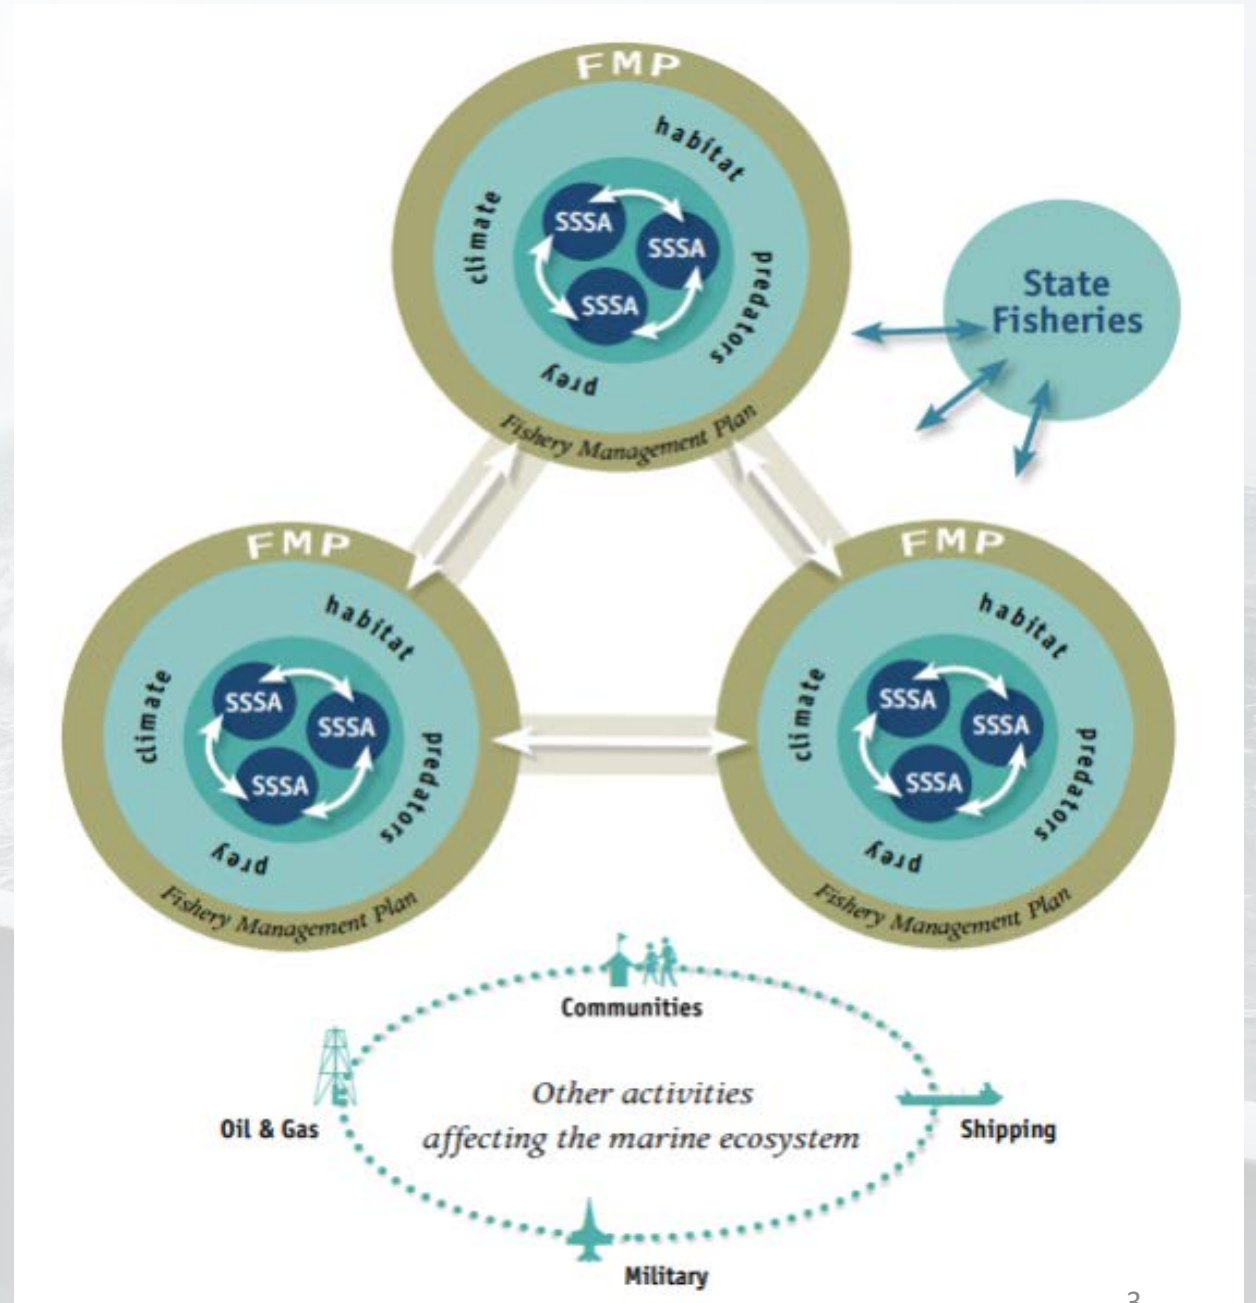 FMP
habitat
climate
SSSA
SSSA
SSSA
predators
prey
Fishery Management Plan
State
Fisheries
FMP
habitat
climate
SSSA
SSSA
SSSA
predators
prey
Fishery Management Plan
FMP
habitat
climate
SSSA
SSSA
SSSA
predators
prey
Fishery Management Plan
Communities
Other activities
affecting the marine ecosystem
Oil & Gas
Shipping
Military
3